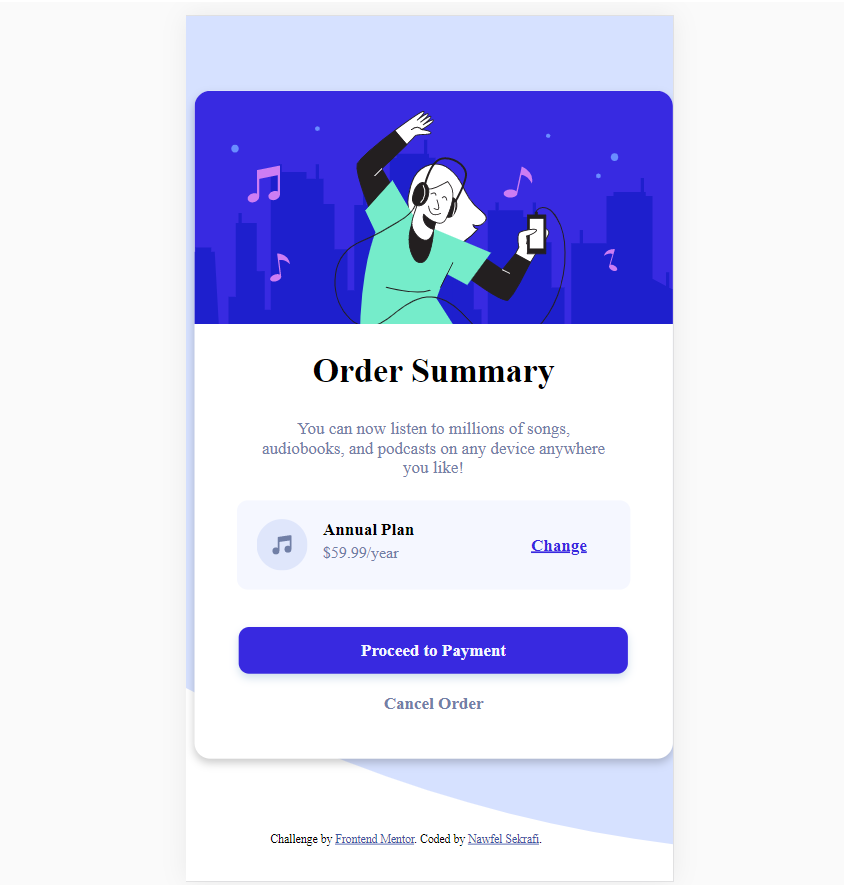 Order Summary
You can now listen to millions of songs,
audiobooks, and podcasts on any device anywhere
you like!
Annual Plan
$59.99/year
Change
Proceed to Payment
Cancel Order
Challenge by Frontend Mentor. Coded by Nawfel Sekrafi.